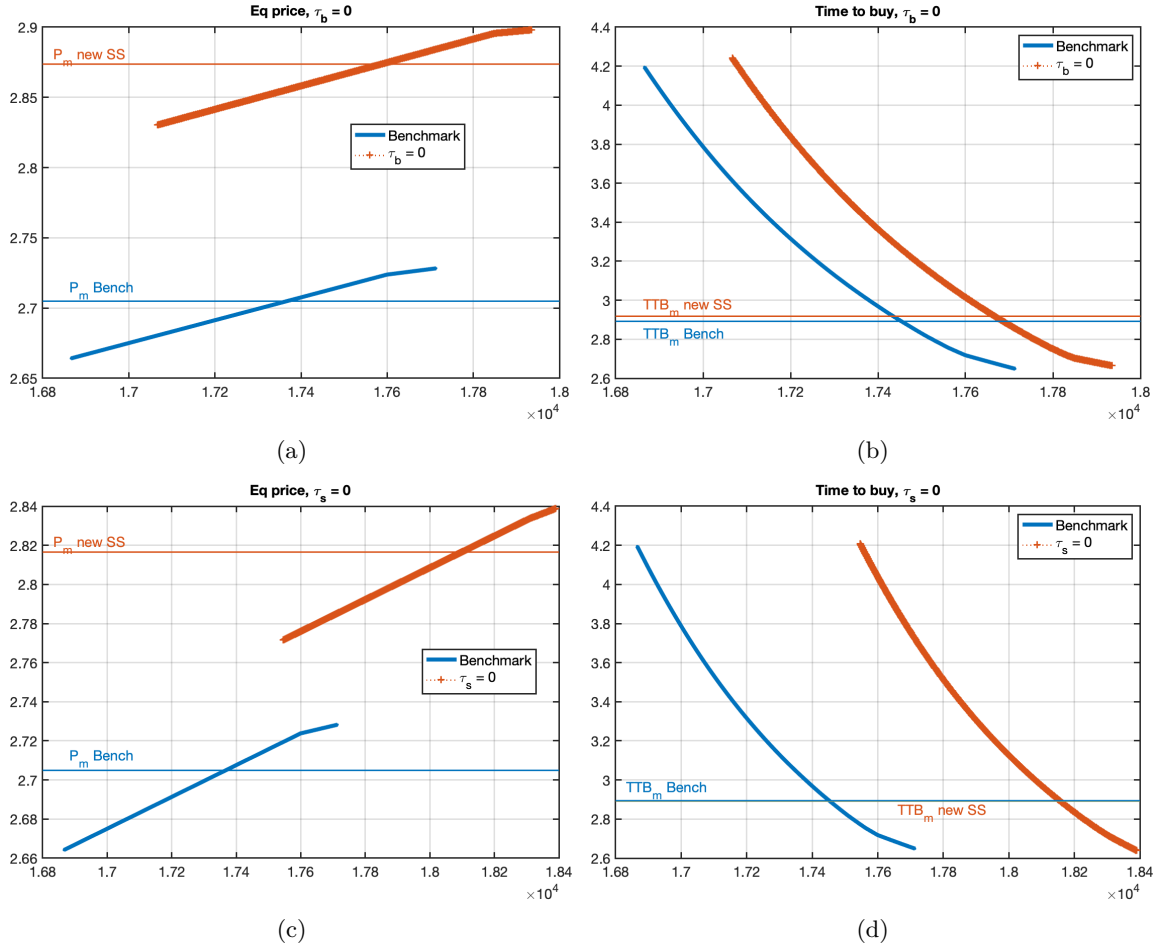 Eq price, τb = 0
2.9
2.85
2.8
2.75
2.7
2.65
Pm new SS
Pm Bench
Benchmark
τb = 0
1.68 1.7 1.72 1.74 1.76 1.78 1.8
×10^4
(a)
Time to buy, τb = 0
4.4
4.2
4
3.8
3.6
3.4
3.2
3
2.8
2.6
Benchmark
τb = 0
TTBm new SS
TTBm Bench
1.68 1.7 1.72 1.74 1.76 1.78 1.8
×10^4
(b)
Eq price, τs = 0
2.84
2.82
2.8
2.78
2.76
2.74
2.72
2.7
2.68
2.66
Pm new SS
Benchmark
τs = 0
Pm Bench
1.68 1.7 1.72 1.74 1.76 1.78 1.8 1.82 1.84
×10^4
(c)
Time to buy, τs = 0
4.4
4.2
4
3.8
3.6
3.4
3.2
3
2.8
2.6
Benchmark
τs = 0
TTBm Bench
TTBm new SS
1.68 1.7 1.72 1.74 1.76 1.78 1.8 1.82 1.84
×10^4
(d)